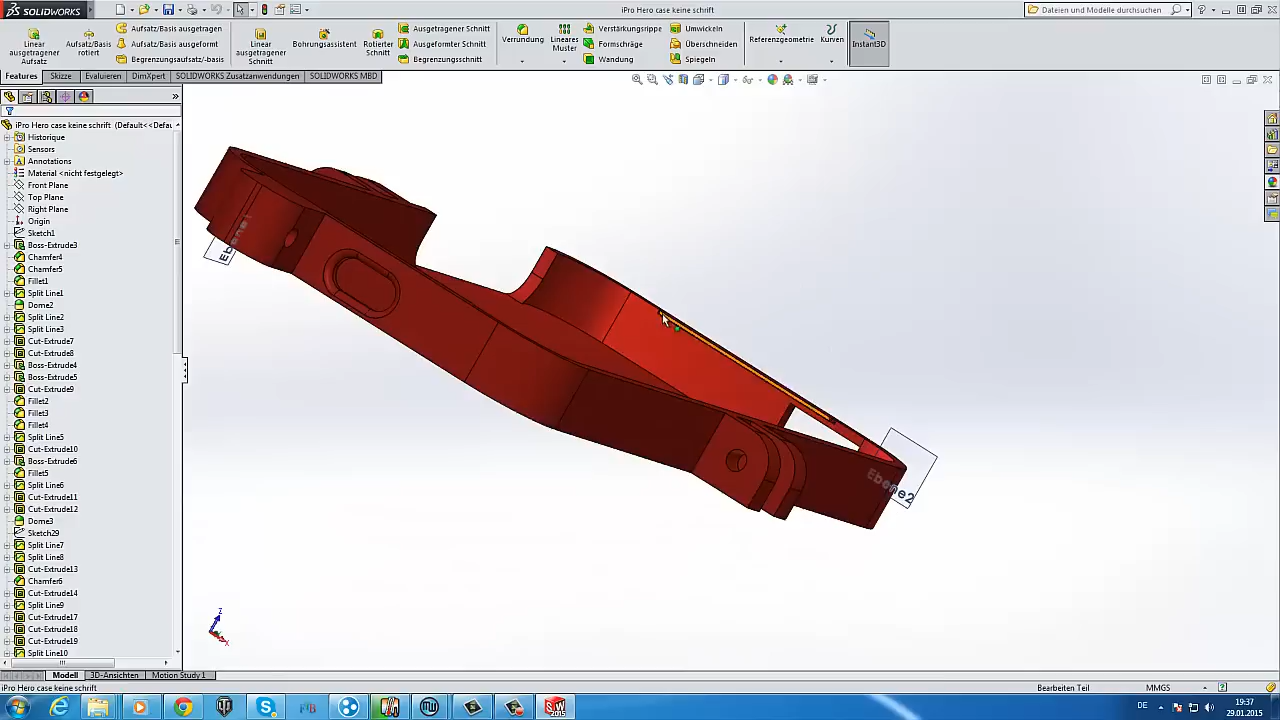 SOLIDWORKS
iPro Hero case keine schrift
Dateien und Modelle durchsuchen
Linear ausgetragener Aufsatz
Aufsatz/Basis rotiert
Aufsatz/Basis ausgetragen
Aufsatz/Basis ausgeformt
Begrenzungsaufsatz/-basis
Linear ausgetragener Schnitt
Bohrungsassistent
Rotierter Schnitt
Ausgetragener Schnitt
Ausgeformter Schnitt
Begrenzungsschnitt
Verrundung
Lineares Muster
Verstärkungsrippe
Formschräge
Wandung
Umwickeln
Überschneiden
Spiegeln
Referenzgeometrie
Kurven
Instant3D
Features
Skizze
Evaluieren
DimXpert
SOLIDWORKS Zusatzanwendungen
SOLIDWORKS MBD
iPro Hero case keine schrift (Default<<Defau
Historique
Sensors
Annotations
Material <nicht festgelegt>
Front Plane
Top Plane
Right Plane
Origin
Sketch1
Boss-Extrude3
Chamfer4
Chamfer5
Fillet1
Split Line1
Dome2
Split Line2
Split Line3
Cut-Extrude7
Cut-Extrude8
Boss-Extrude4
Boss-Extrude5
Cut-Extrude9
Fillet2
Fillet3
Fillet4
Split Line5
Cut-Extrude10
Boss-Extrude6
Fillet5
Split Line6
Cut-Extrude11
Cut-Extrude12
Dome3
Sketch29
Split Line7
Split Line8
Cut-Extrude13
Chamfer6
Cut-Extrude14
Split Line9
Cut-Extrude17
Cut-Extrude18
Cut-Extrude19
Split Line10
Ebene1
Ebene2
Z
X
Modell
3D-Ansichten
Motion Study 1
iPro Hero case keine schrift
Bearbeiten Teil
MMGS
DE
19:37
29.01.2015